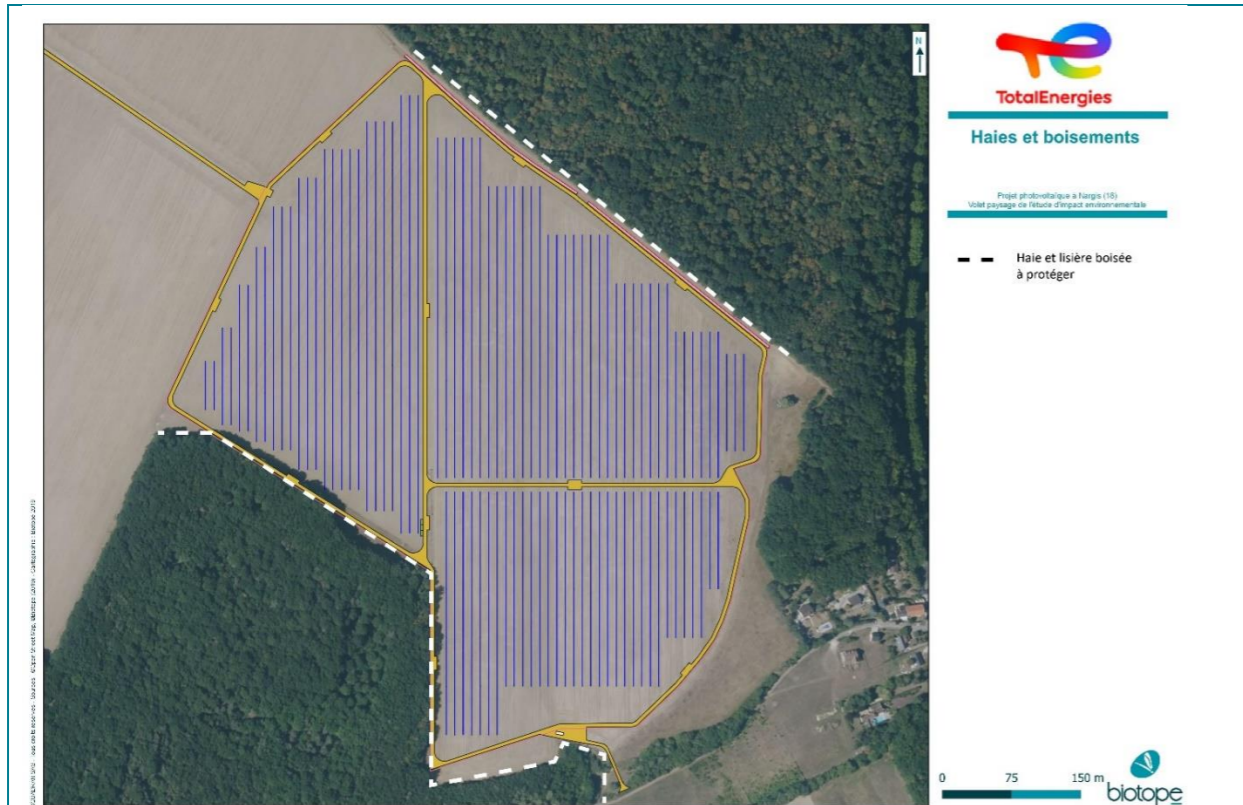 N
TotalEnergies
Haies et boisements
Projet photovoltaïque à Nargis (18)
Volet paysage de l'étude d'impact environnementale
Haie et lisière boisée
à protéger
0 75 150 m
biotope